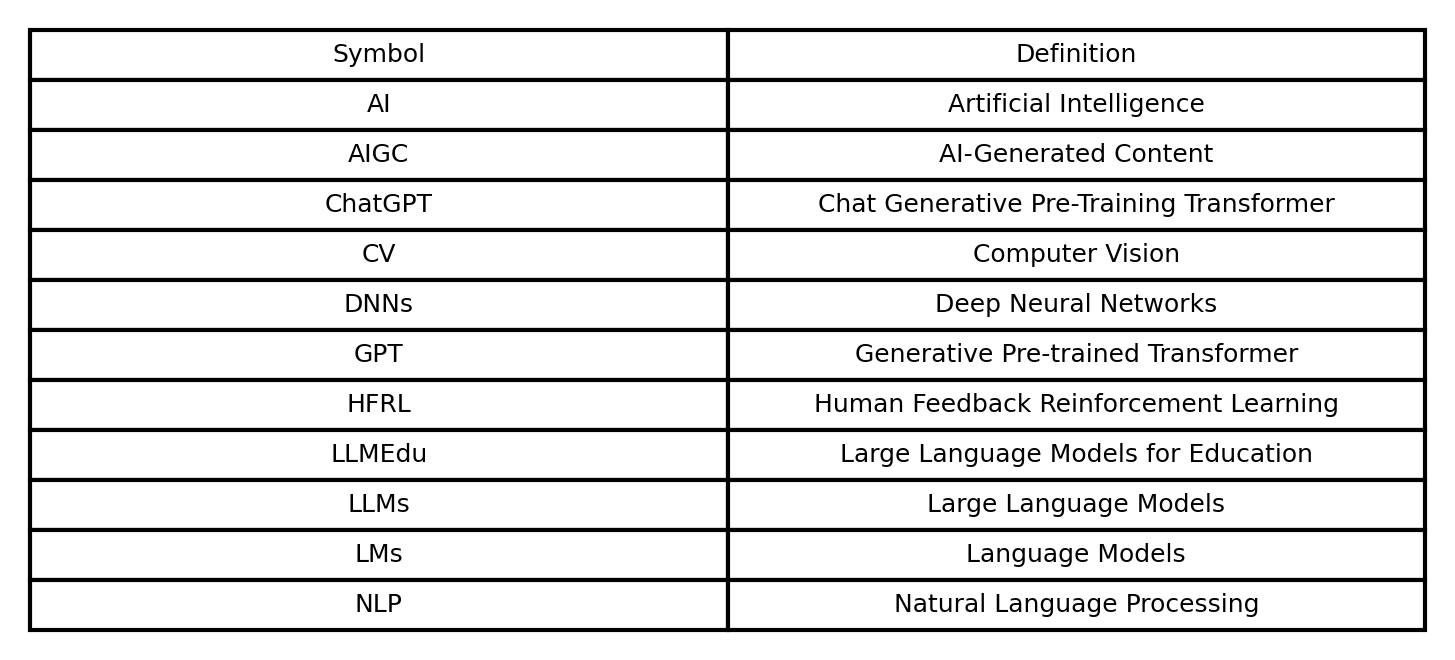 Symbol Definition
AI Artificial Intelligence
AIGC AI-Generated Content
ChatGPT Chat Generative Pre-Training Transformer
CV Computer Vision
DNNs Deep Neural Networks
GPT Generative Pre-trained Transformer
HFRL Human Feedback Reinforcement Learning
LLMEdu Large Language Models for Education
LLMs Large Language Models
LMs Language Models
NLP Natural Language Processing